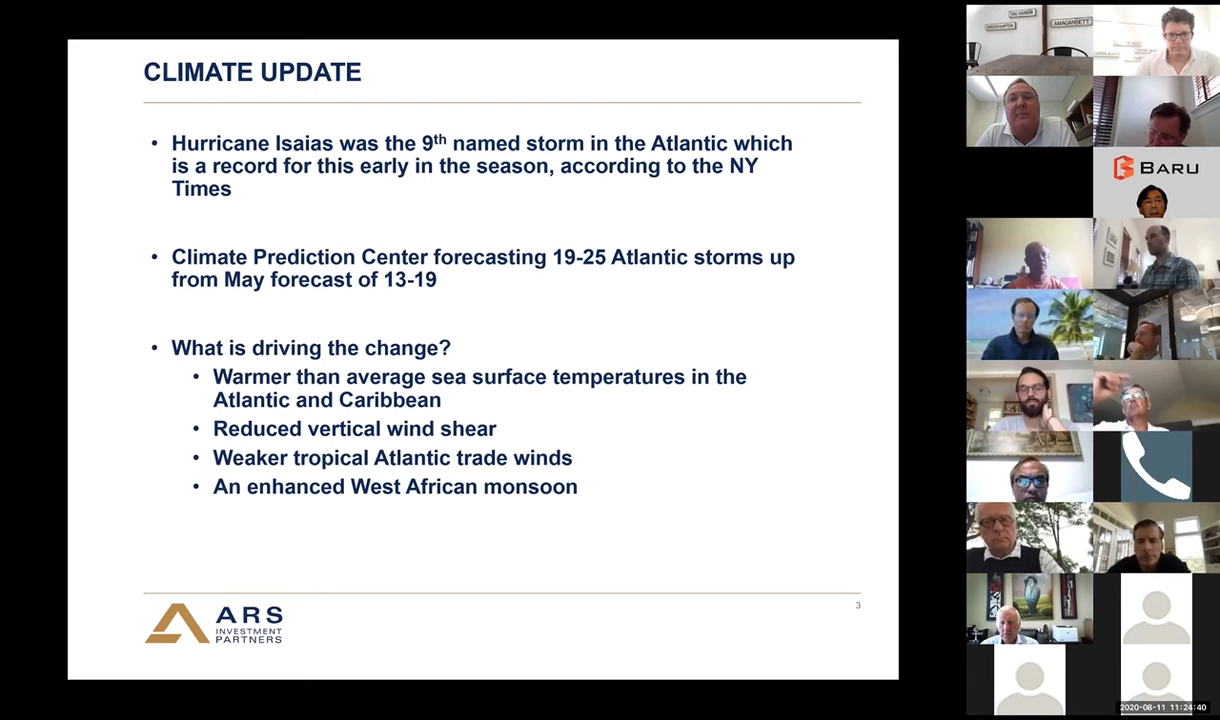 CLIMATE UPDATE
• Hurricane Isaias was the 9th named storm in the Atlantic which
is a record for this early in the season, according to the NY
Times
• Climate Prediction Center forecasting 19-25 Atlantic storms up
from May forecast of 13-19
• What is driving the change?
• Warmer than average sea surface temperatures in the
Atlantic and Caribbean
• Reduced vertical wind shear
• Weaker tropical Atlantic trade winds
• An enhanced West African monsoon
ARS
INVESTMENT
PARTNERS
3
SAG HARBOR
AMAGANSETT
BARU
2020-08-11 11:24:40